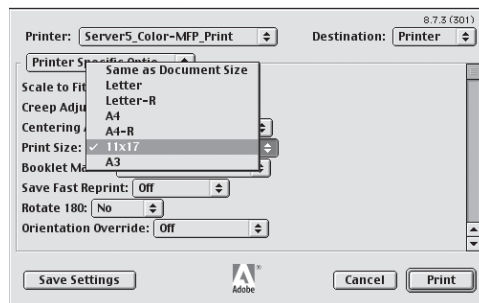 8.7.3 (301)
Printer: Server5_Color-MFP_Print Destination: Printer
Printer Specific Optio
Same as Document Size
Scale to Fit
Letter
Letter-R
Creep Adju
A4
Centering
A4-R
Print Size: ✓ 11x17
A3
Booklet Ma
Save Fast Reprint: Off
Rotate 180: No
Orientation Override: Off
Save Settings
Adobe
Cancel
Print